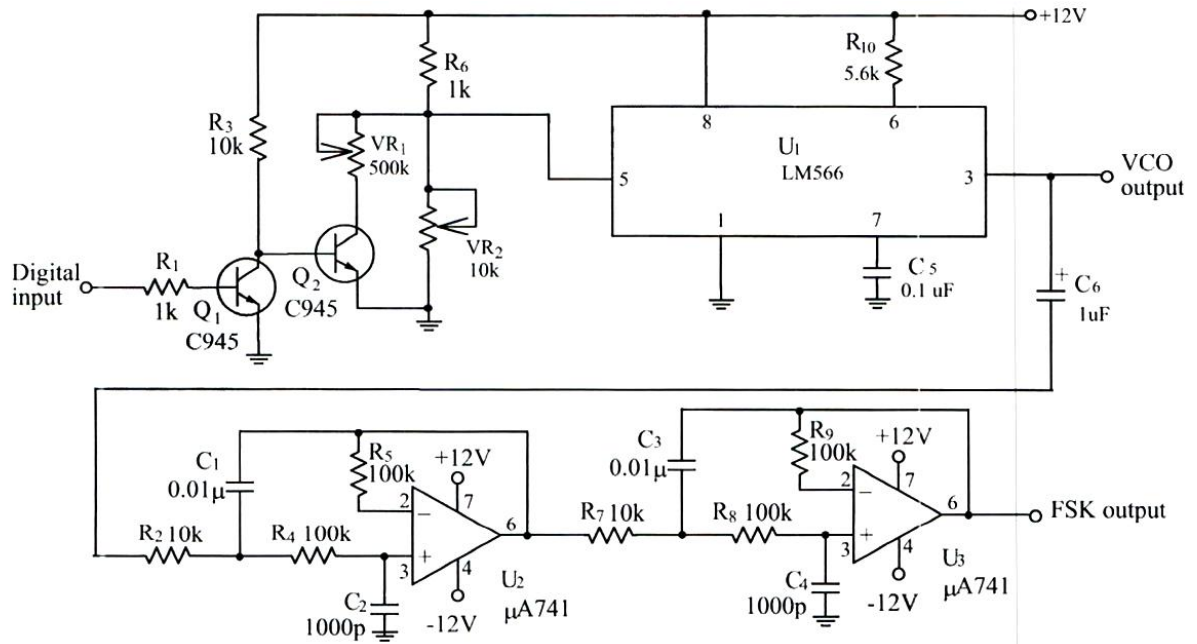 +12V
R10
5.6k
R6
1k
R3
10k
VR1
500k
8
6
U1
LM566
5
3
VCO
output
1
7
VR2
10k
Digital
input
R1
1k
Q1
C945
Q2
C945
C5
0.1 uF
+
C6
1uF
C1
0.01μ
R5
100k
+12V
2
7
−
6
R2 10k
R4 100k
+
3
4
C2
1000p
-12V
U2
μA741
C3
0.01μ
R9
100k
+12V
2
7
−
6
FSK output
R7 10k
R8 100k
+
3
4
C4
1000p
-12V
U3
μA741